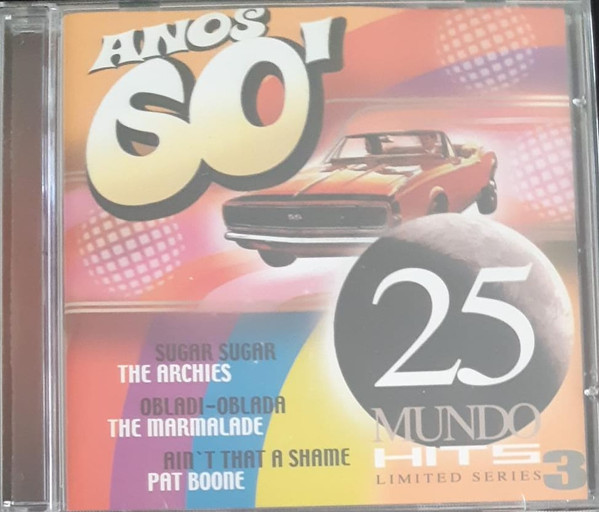 ANOS
60'
SS
25
MUNDO
HITS
LIMITED SERIES 3
SUGAR SUGAR
THE ARCHIES
OBLADI-OBLADA
THE MARMALADE
AIN`T THAT A SHAME
PAT BOONE